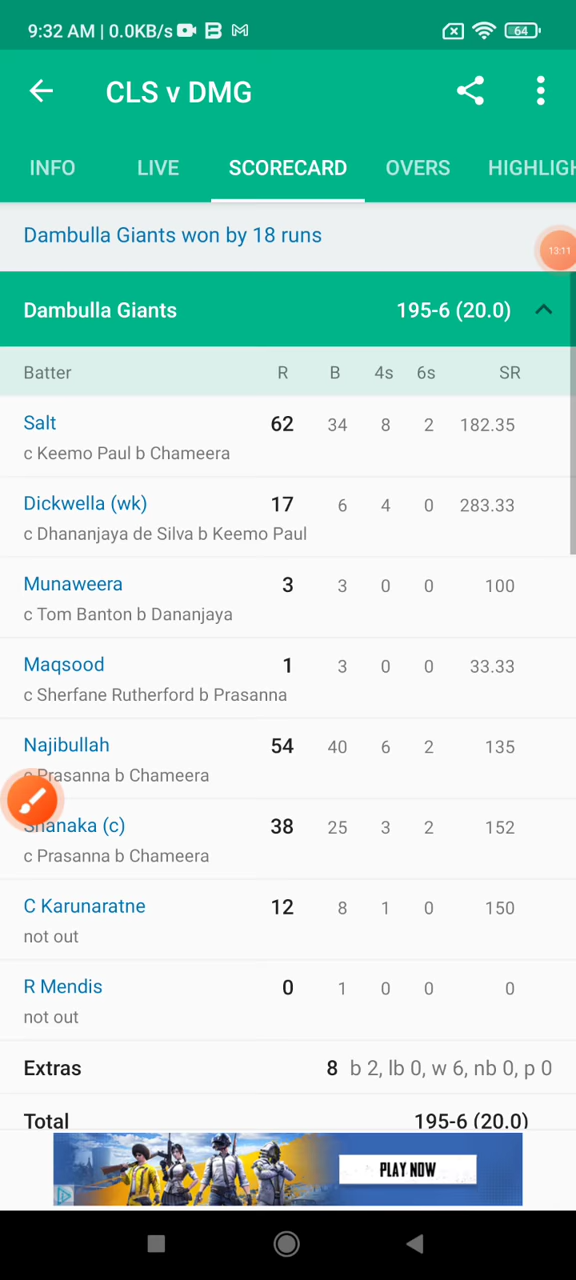 9:32 AM | 0.0KB/s
64
CLS v DMG
INFO LIVE SCORECARD OVERS HIGHLIGH
Dambulla Giants won by 18 runs
13:11
Dambulla Giants 195-6 (20.0)
Batter R B 4s 6s SR
Salt 62 34 8 2 182.35
c Keemo Paul b Chameera
Dickwella (wk) 17 6 4 0 283.33
c Dhananjaya de Silva b Keemo Paul
Munaweera 3 3 0 0 100
c Tom Banton b Dananjaya
Maqsood 1 3 0 0 33.33
c Sherfane Rutherford b Prasanna
Najibullah 54 40 6 2 135
c Prasanna b Chameera
Shanaka (c) 38 25 3 2 152
c Prasanna b Chameera
C Karunaratne 12 8 1 0 150
not out
R Mendis 0 1 0 0 0
not out
Extras 8 b 2, lb 0, w 6, nb 0, p 0
Total 195-6 (20.0)
PLAY NOW